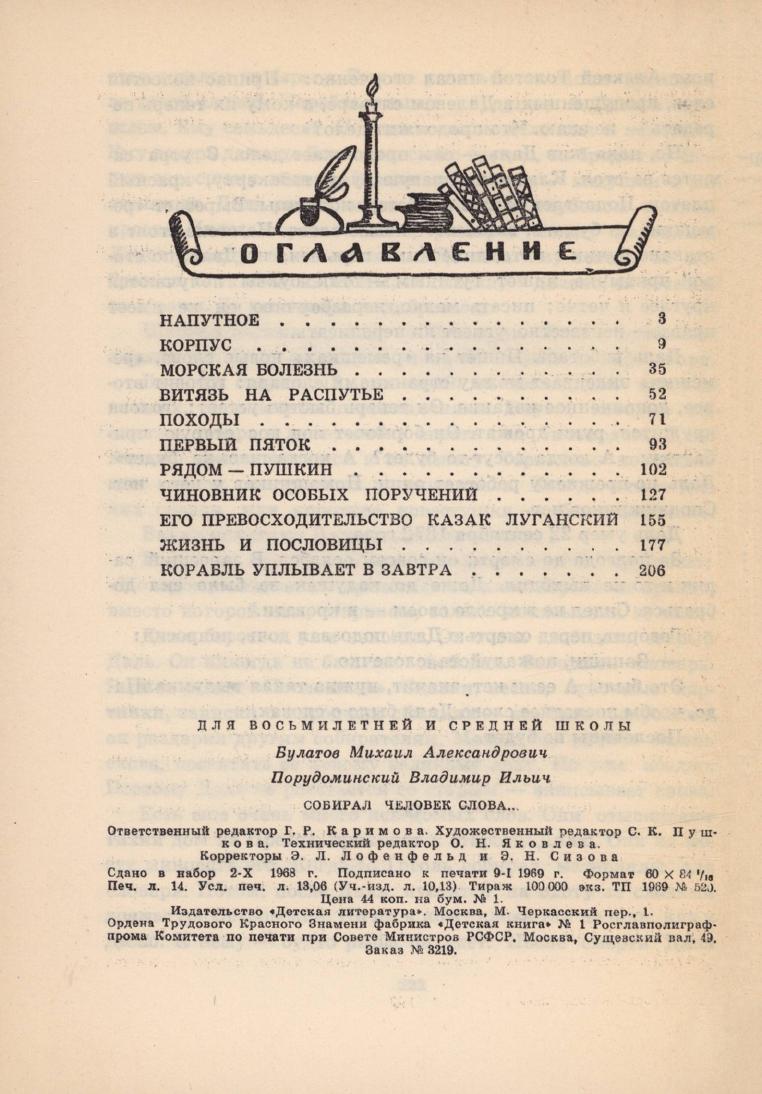 ОГЛАВЛЕНИЕ
НАПУТНОЕ . . . . . . . . . . . . . . . 3
КОРПУС . . . . . . . . . . . . . . . . 9
МОРСКАЯ БОЛЕЗНЬ . . . . . . . . . . . . 35
ВИТЯЗЬ НА РАСПУТЬЕ . . . . . . . . . . 52
ПОХОДЫ . . . . . . . . . . . . . . . . 71
ПЕРВЫЙ ПЯТОК . . . . . . . . . . . . . 93
РЯДОМ — ПУШКИН . . . . . . . . . . . . 102
ЧИНОВНИК ОСОБЫХ ПОРУЧЕНИЙ . . . . . . 127
ЕГО ПРЕВОСХОДИТЕЛЬСТВО КАЗАК ЛУГАНСКИЙ 155
ЖИЗНЬ И ПОСЛОВИЦЫ . . . . . . . . . . 177
КОРАБЛЬ УПЛЫВАЕТ В ЗАВТРА . . . . . . . 206
ДЛЯ ВОСЬМИЛЕТНЕЙ И СРЕДНЕЙ ШКОЛЫ
Булатов Михаил Александрович
Порудоминский Владимир Ильич
СОБИРАЛ ЧЕЛОВЕК СЛОВА...
Ответственный редактор Г. Р. Каримова. Художественный редактор С. К. Пуш-
кова. Технический редактор О. Н. Яковлева.
Корректоры Э. Л. Лофенфельд и Э. Н. Сизова
Сдано в набор 2-X 1968 г. Подписано к печати 9-I 1969 г. Формат 60 × 84 1/16
Печ. л. 14. Усл. печ. л. 13,06 (Уч.-изд. л. 10,13). Тираж 100 000 экз. ТП 1969 № 520.
Цена 44 коп. на бум. № 1.
Издательство «Детская литература». Москва, М. Черкасский пер., 1.
Ордена Трудового Красного Знамени фабрика «Детская книга» № 1 Росглавполиграф-
прома Комитета по печати при Совете Министров РСФСР. Москва, Сущевский вал, 49.
Заказ № 3219.